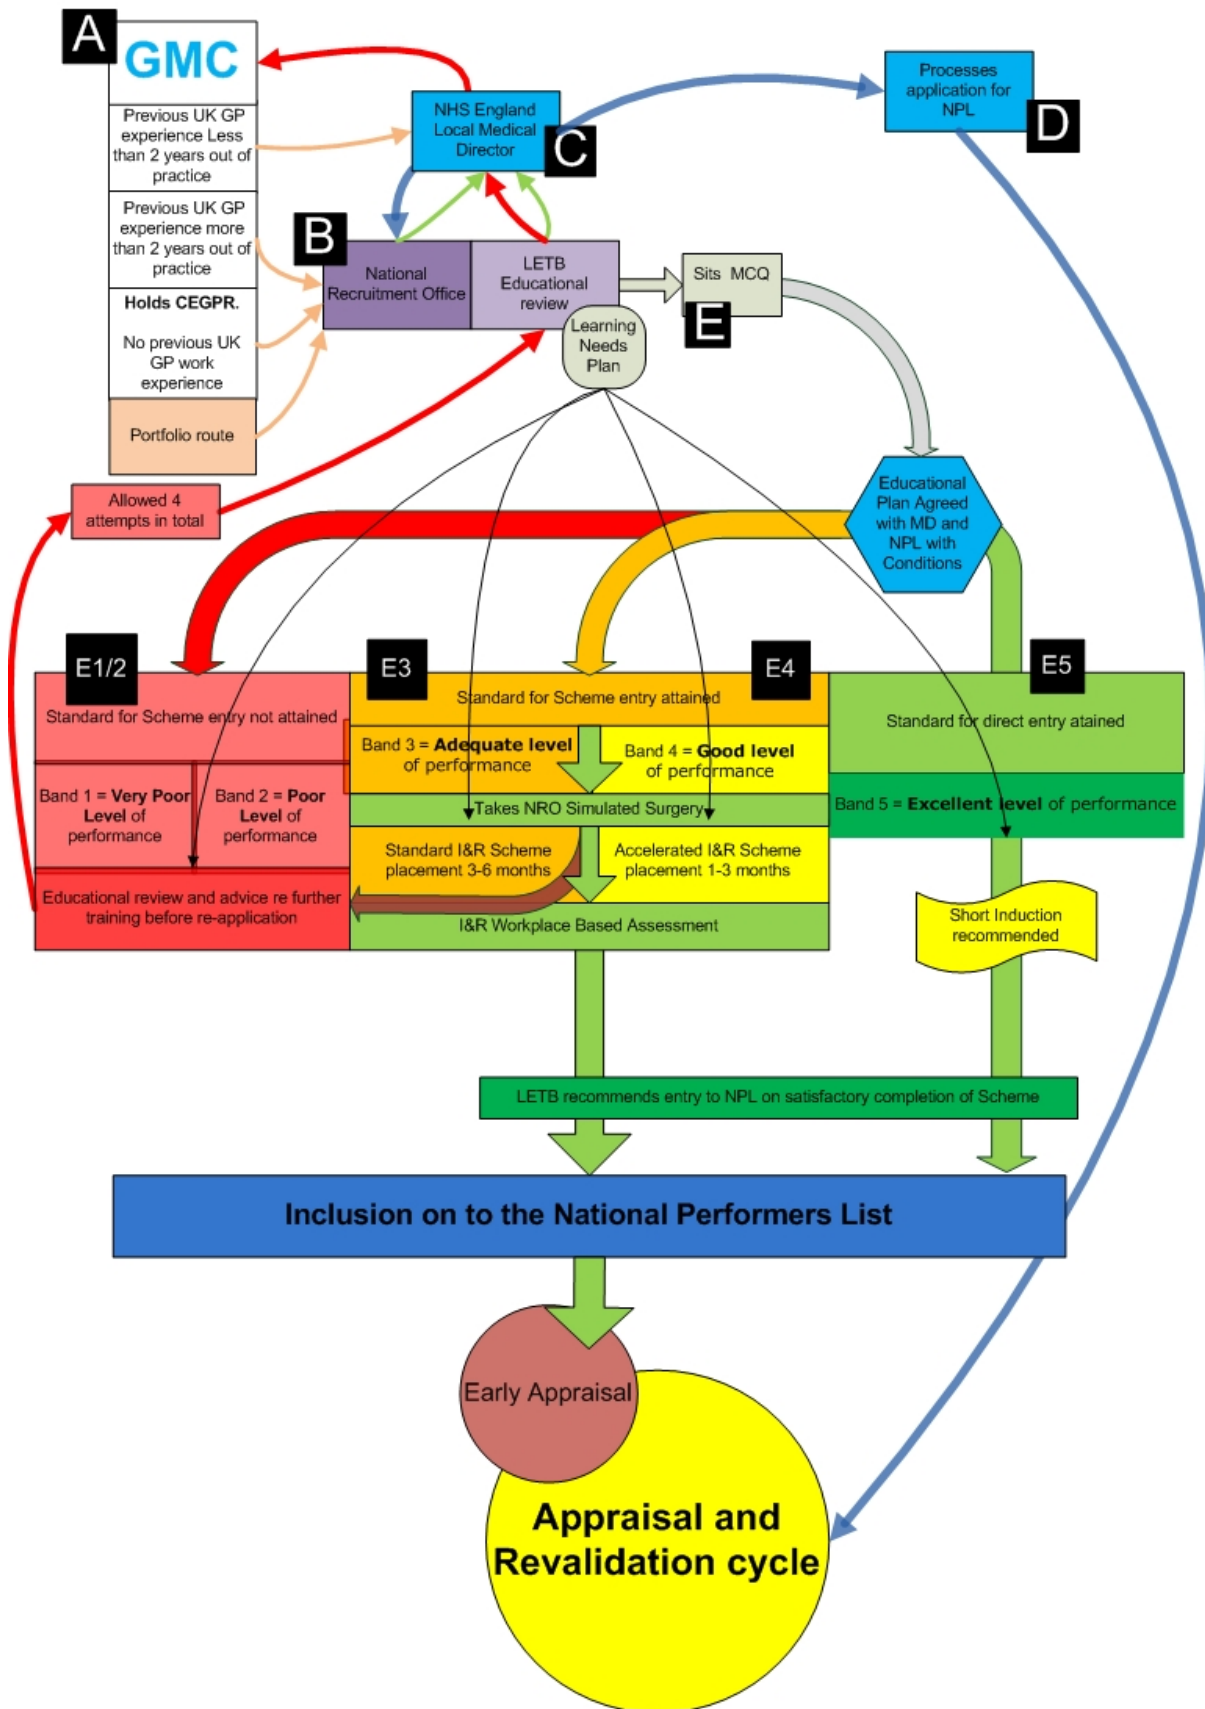 A
GMC
Previous UK GP
experience Less
than 2 years out of
practice
Previous UK GP
experience more
than 2 years out of
practice
Holds CEGPR.
No previous UK
GP work
experience
Portfolio route
NHS England
Local Medical
Director
C
Processes
application for
NPL
D
B
National
Recruitment Office
LETB
Educational
review
Learning
Needs
Plan
Sits MCQ
E
Allowed 4
attempts in total
Educational
Plan Agreed
with MD and
NPL with
Conditions
E1/2
Standard for Scheme entry not attained
Band 1 = Very Poor
Level of
performance
Band 2 = Poor
Level of
performance
Educational review and advice re further
training before re-application
E3
E4
Standard for Scheme entry attained
Band 3 = Adequate level
of performance
Band 4 = Good level
of performance
Takes NRO Simulated Surgery
Standard I&R Scheme
placement 3-6 months
Accelerated I&R Scheme
placement 1-3 months
I&R Workplace Based Assessment
E5
Standard for direct entry atained
Band 5 = Excellent level of performance
Short Induction
recommended
LETB recommends entry to NPL on satisfactory completion of Scheme
Inclusion on to the National Performers List
Early Appraisal
Appraisal and
Revalidation cycle